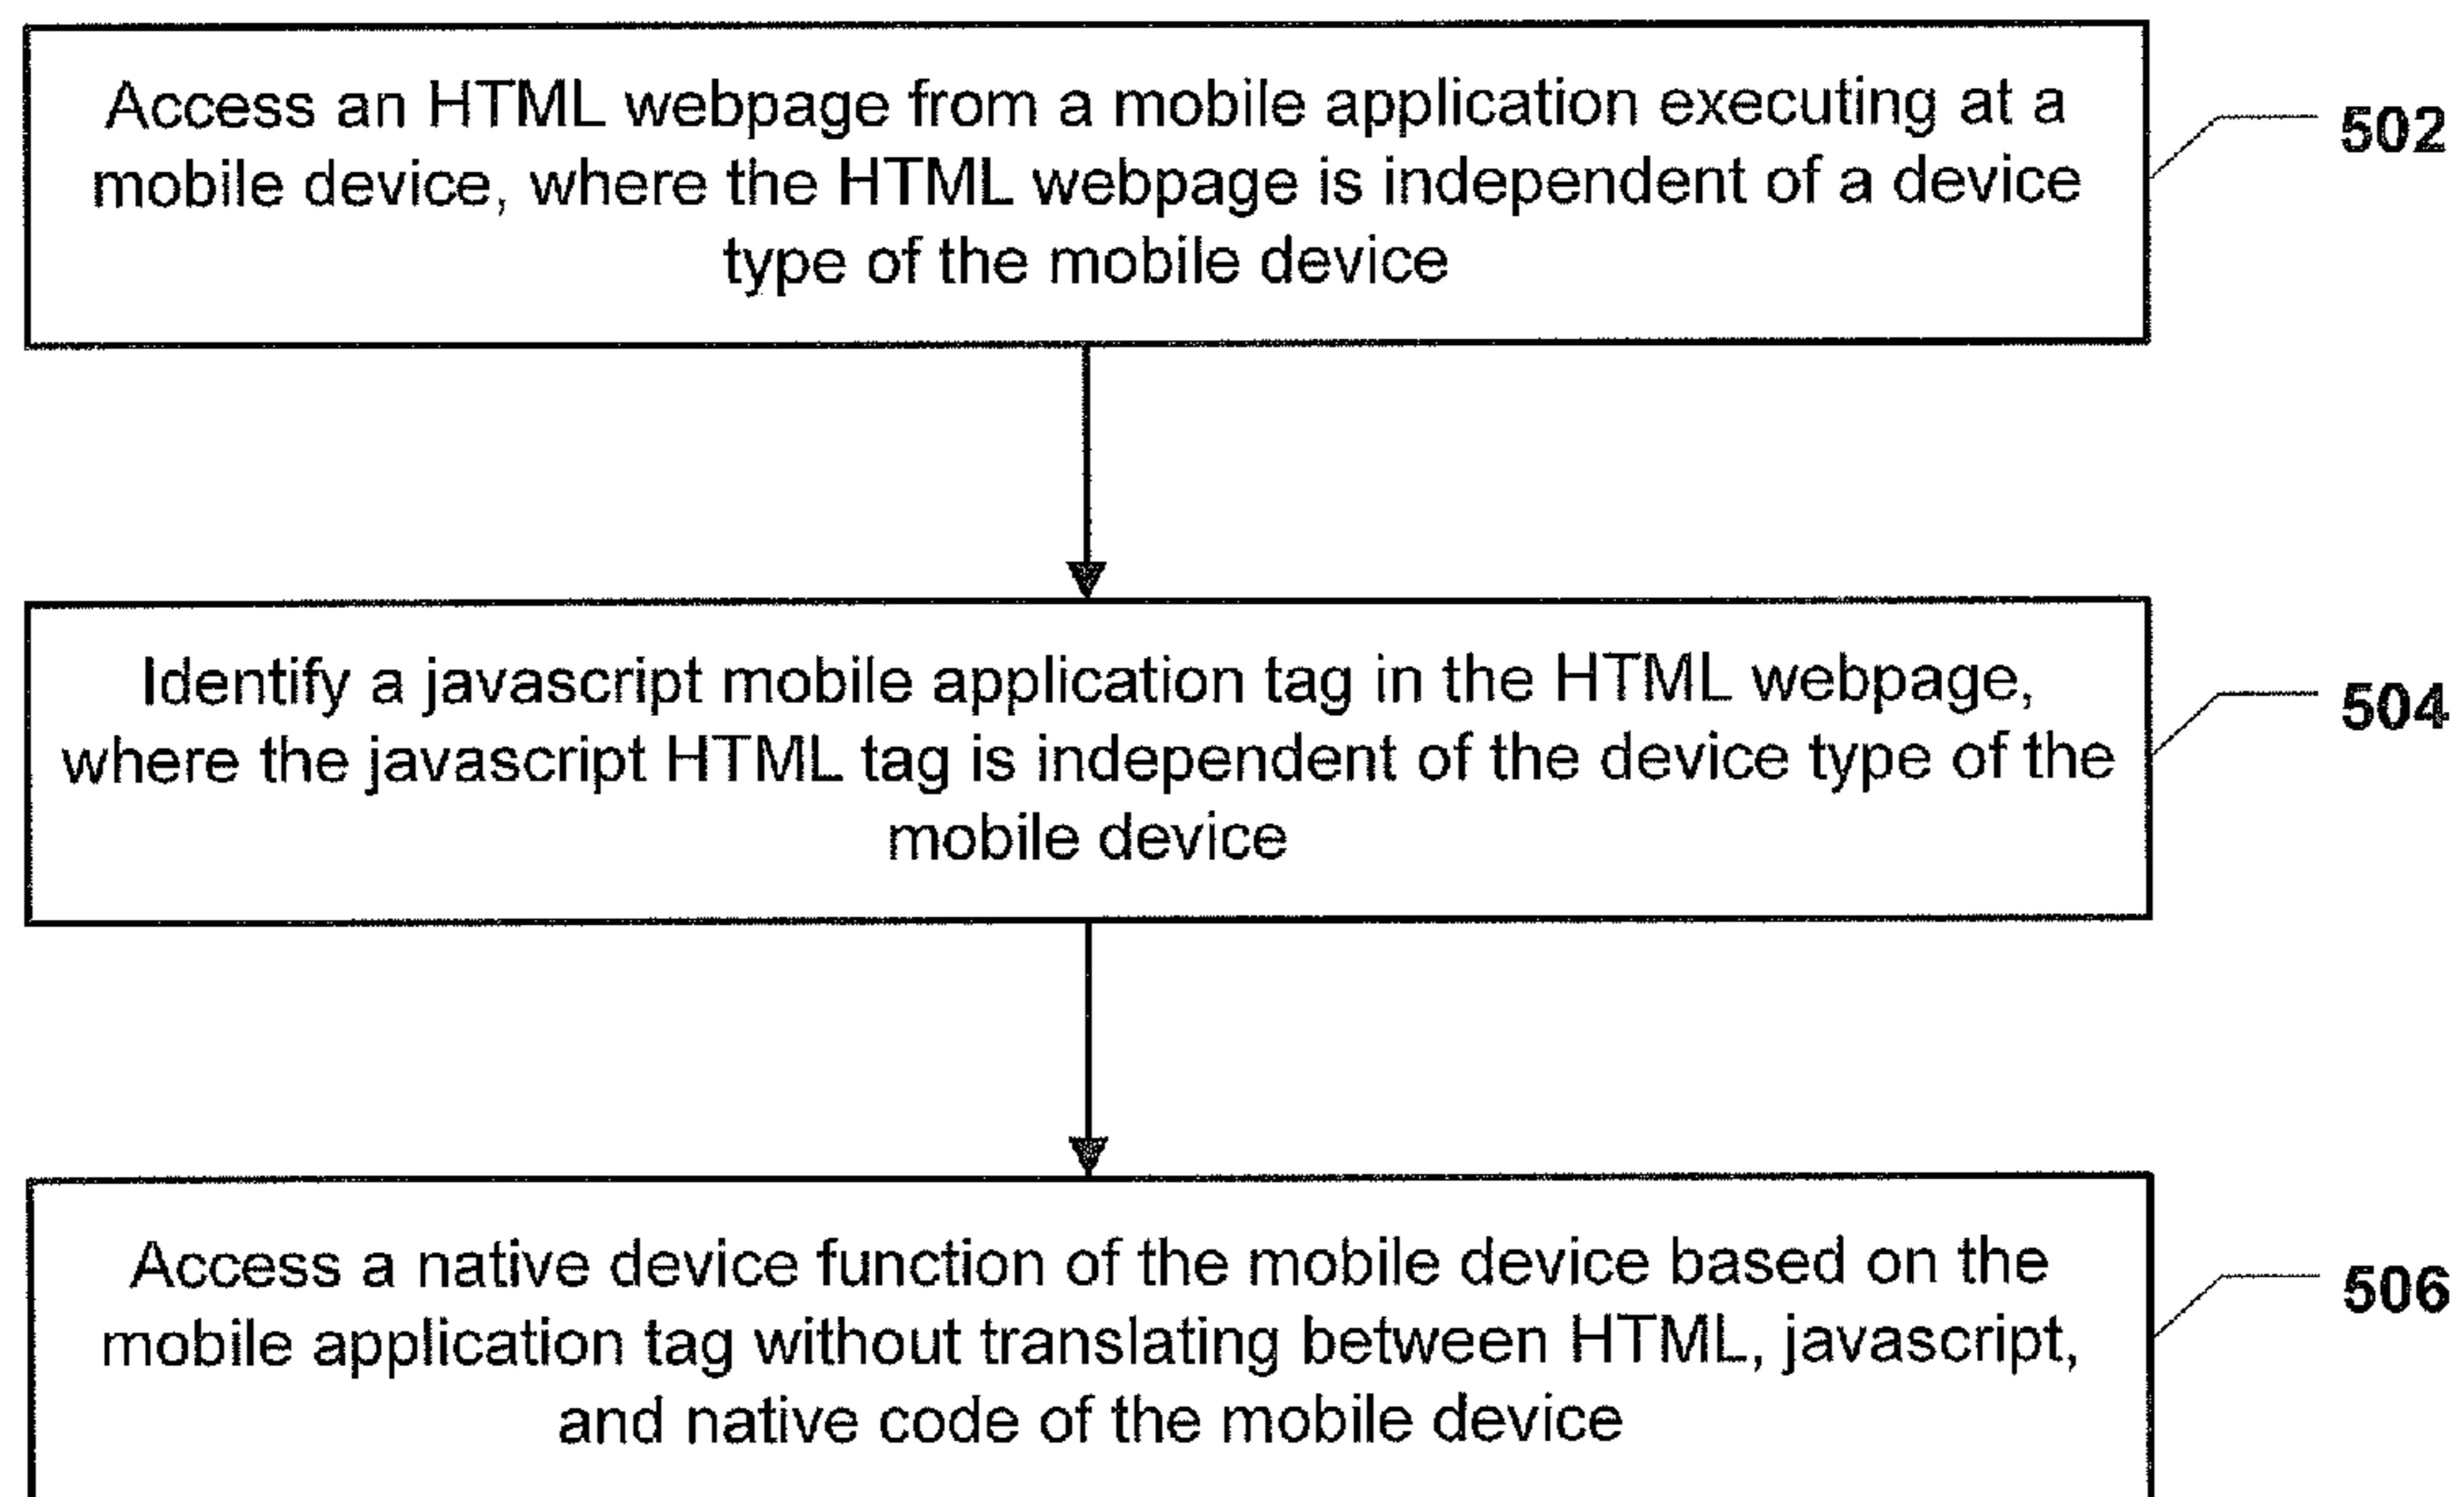 Access an HTML webpage from a mobile application executing at a
mobile device, where the HTML webpage is independent of a device
type of the mobile device
502
Identify a javascript mobile application tag in the HTML webpage,
where the javascript HTML tag is independent of the device type of the
mobile device
504
Access a native device function of the mobile device based on the
mobile application tag without translating between HTML, javascript,
and native code of the mobile device
506